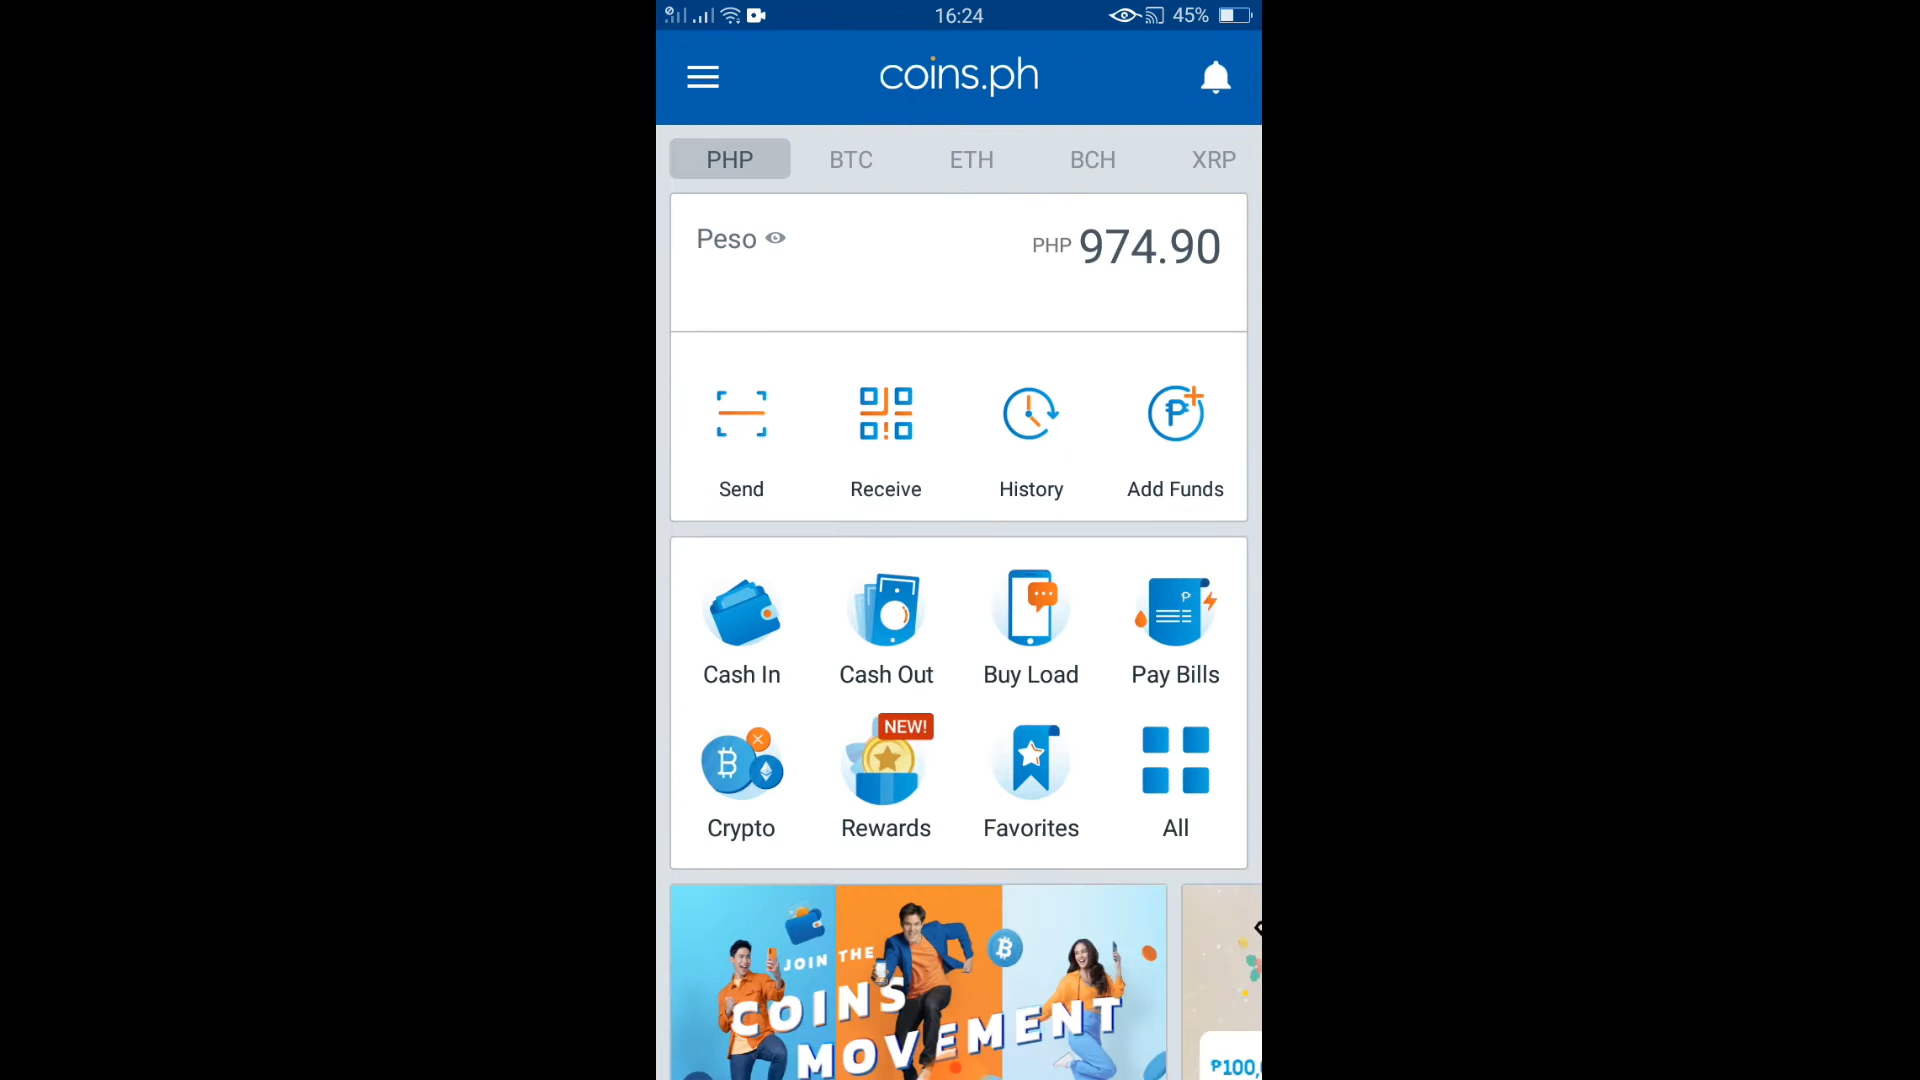 16:24 45%
coins.ph
PHP BTC ETH BCH XRP
Peso PHP 974.90
Send Receive History Add Funds
Cash In Cash Out Buy Load Pay Bills
NEW!
Crypto Rewards Favorites All
JOIN THE
COINS
MOVEMENT
₱100,